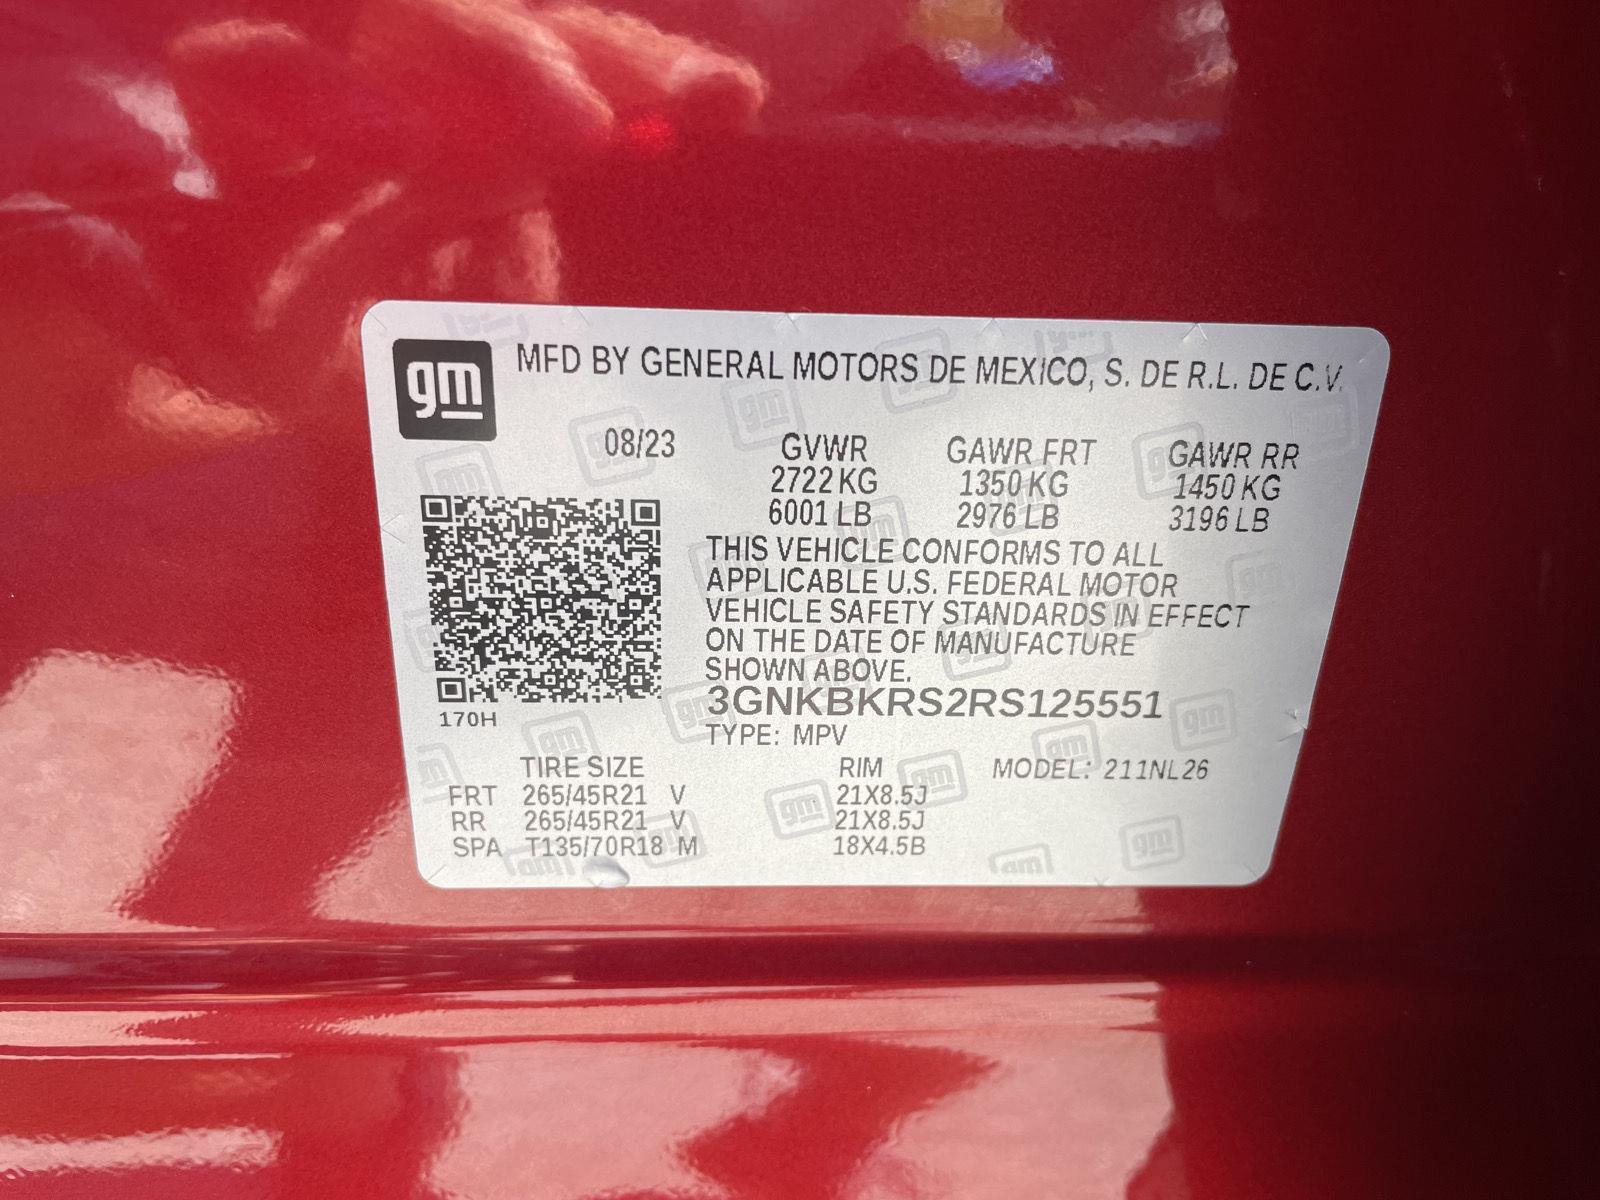 gm MFD BY GENERAL MOTORS DE MEXICO, S. DE R.L. DE C.V.
08/23 GVWR GAWR FRT GAWR RR
2722 KG 1350 KG 1450 KG
6001 LB 2976 LB 3196 LB
THIS VEHICLE CONFORMS TO ALL
APPLICABLE U.S. FEDERAL MOTOR
VEHICLE SAFETY STANDARDS IN EFFECT
ON THE DATE OF MANUFACTURE
SHOWN ABOVE.
3GNKBKRS2RS125551
170H
TYPE: MPV
TIRE SIZE RIM MODEL: 211NL26
FRT 265/45R21 V 21X8.5J
RR 265/45R21 V 21X8.5J
SPA T135/70R18 M 18X4.5B